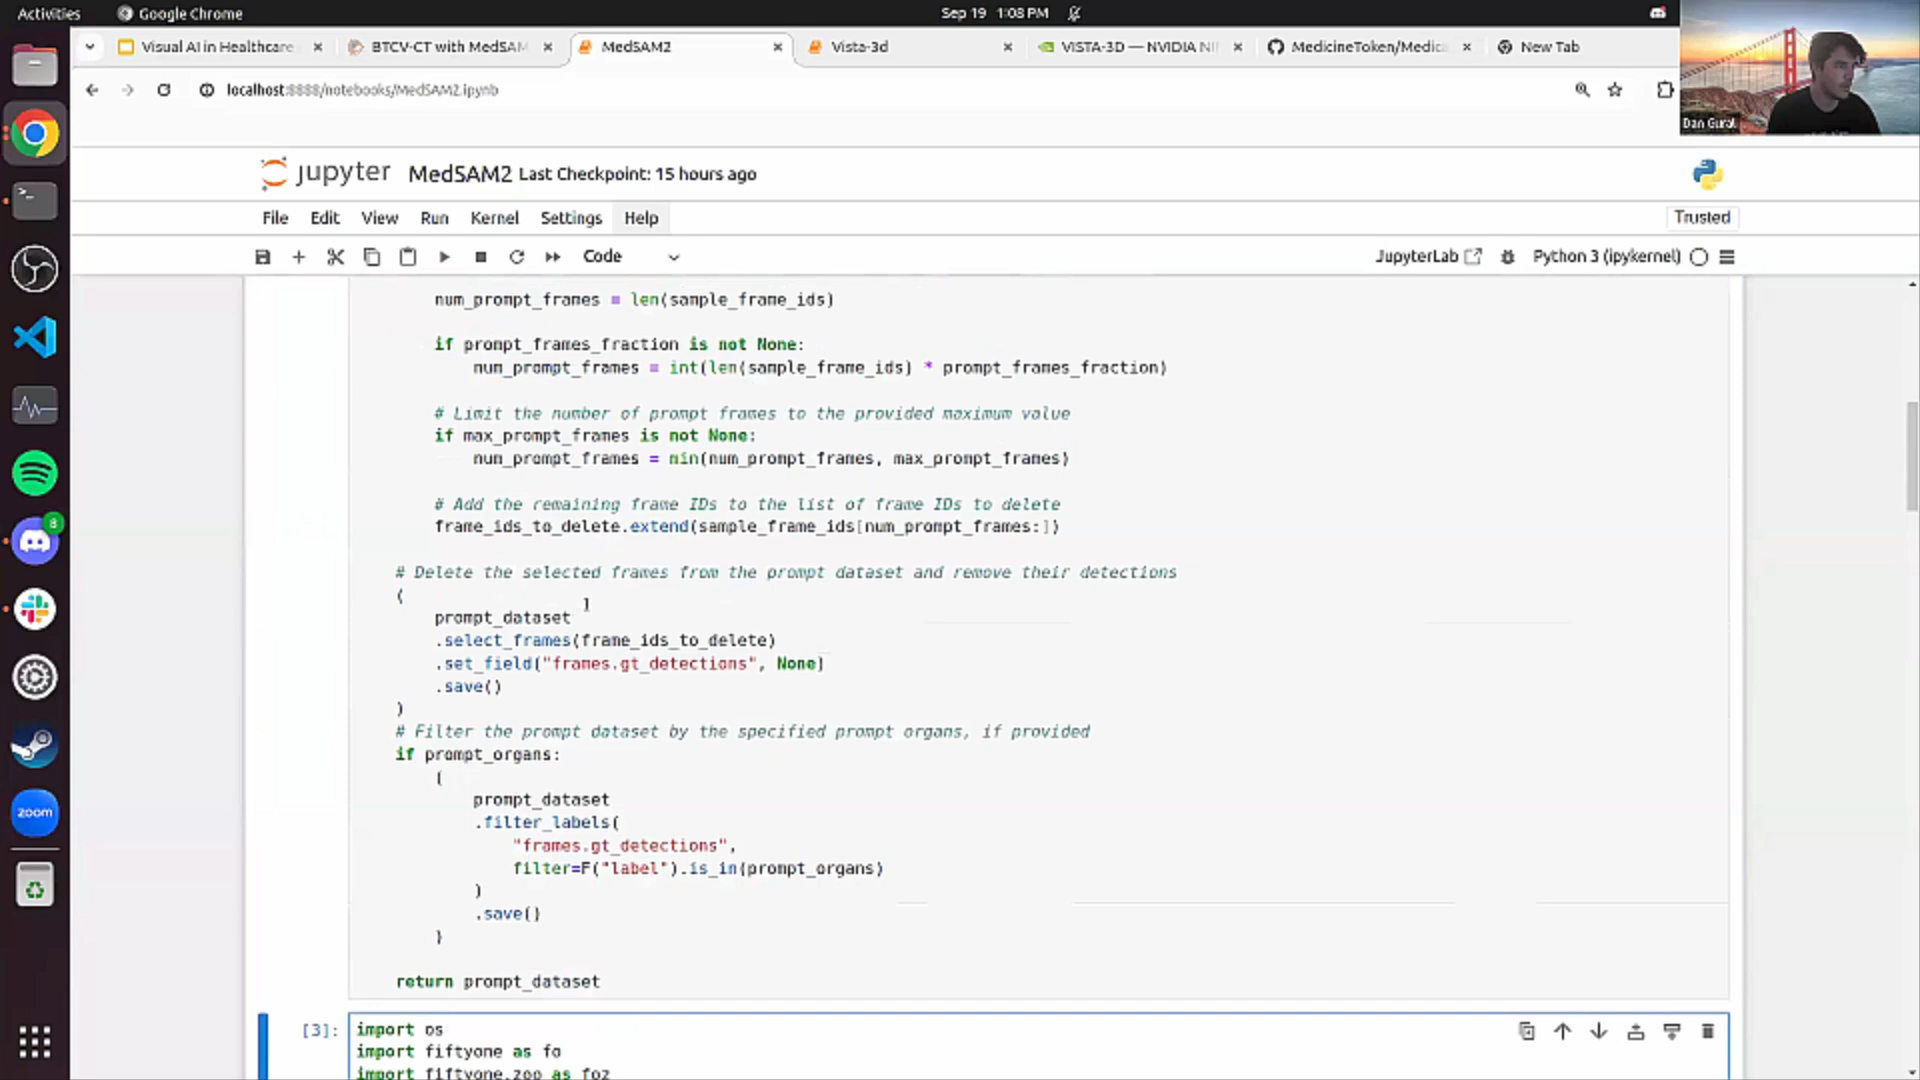 Activities
Google Chrome
Sep 19 1:08 PM
Visual AI in Healthcare
BTCV-CT with MedSAM
MedSAM2
Vista-3d
VISTA-3D — NVIDIA NI
MedicineToken/Medica
New Tab
localhost:8888/notebooks/MedSAM2.ipynb
Dan Gural
jupyter MedSAM2 Last Checkpoint: 15 hours ago
File Edit View Run Kernel Settings Help
Trusted
Code
JupyterLab
Python 3 (ipykernel)
num_prompt_frames = len(sample_frame_ids)
if prompt_frames_fraction is not None:
num_prompt_frames = int(len(sample_frame_ids) * prompt_frames_fraction)
# Limit the number of prompt frames to the provided maximum value
if max_prompt_frames is not None:
num_prompt_frames = min(num_prompt_frames, max_prompt_frames)
# Add the remaining frame IDs to the list of frame IDs to delete
frame_ids_to_delete.extend(sample_frame_ids[num_prompt_frames:])
# Delete the selected frames from the prompt dataset and remove their detections
(
prompt_dataset
.select_frames(frame_ids_to_delete)
.set_field("frames.gt_detections", None)
.save()
)
# Filter the prompt dataset by the specified prompt organs, if provided
if prompt_organs:
(
prompt_dataset
.filter_labels(
"frames.gt_detections",
filter=F("label").is_in(prompt_organs)
)
.save()
)
return prompt_dataset
[3]:
import os
import fiftyone as fo
import fiftyone.zoo as foz
8
zoom